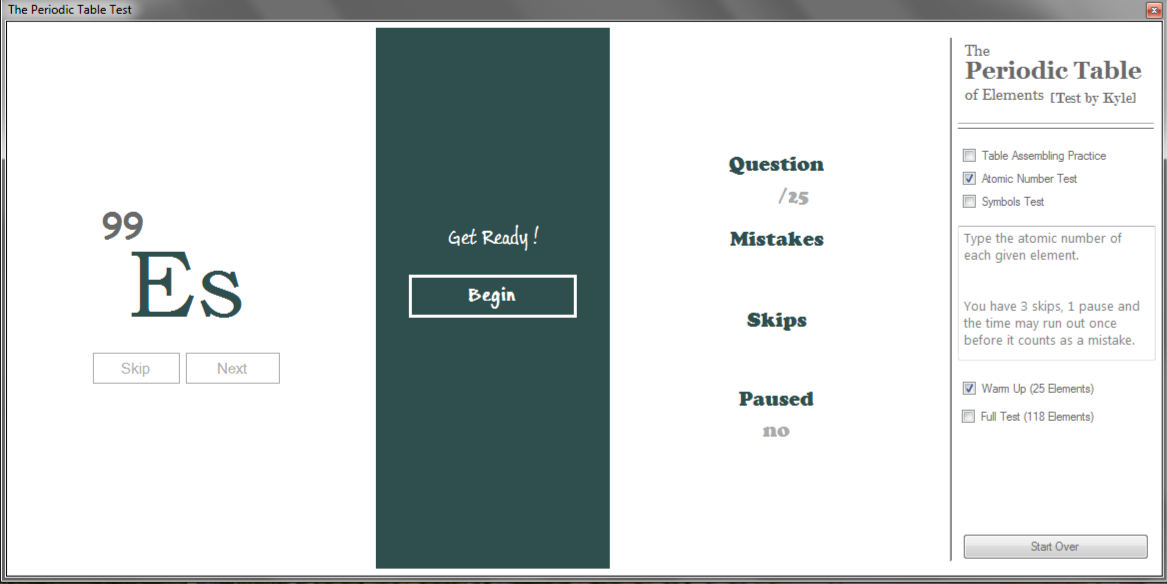 The Periodic Table Test
99
Es
Skip
Next
Get Ready !
Begin
Question
/25
Mistakes
Skips
Paused
no
The
Periodic Table
of Elements [Test by Kyle]
Table Assembling Practice
Atomic Number Test
Symbols Test
Type the atomic number of
each given element.
You have 3 skips, 1 pause and
the time may run out once
before it counts as a mistake.
Warm Up (25 Elements)
Full Test (118 Elements)
Start Over